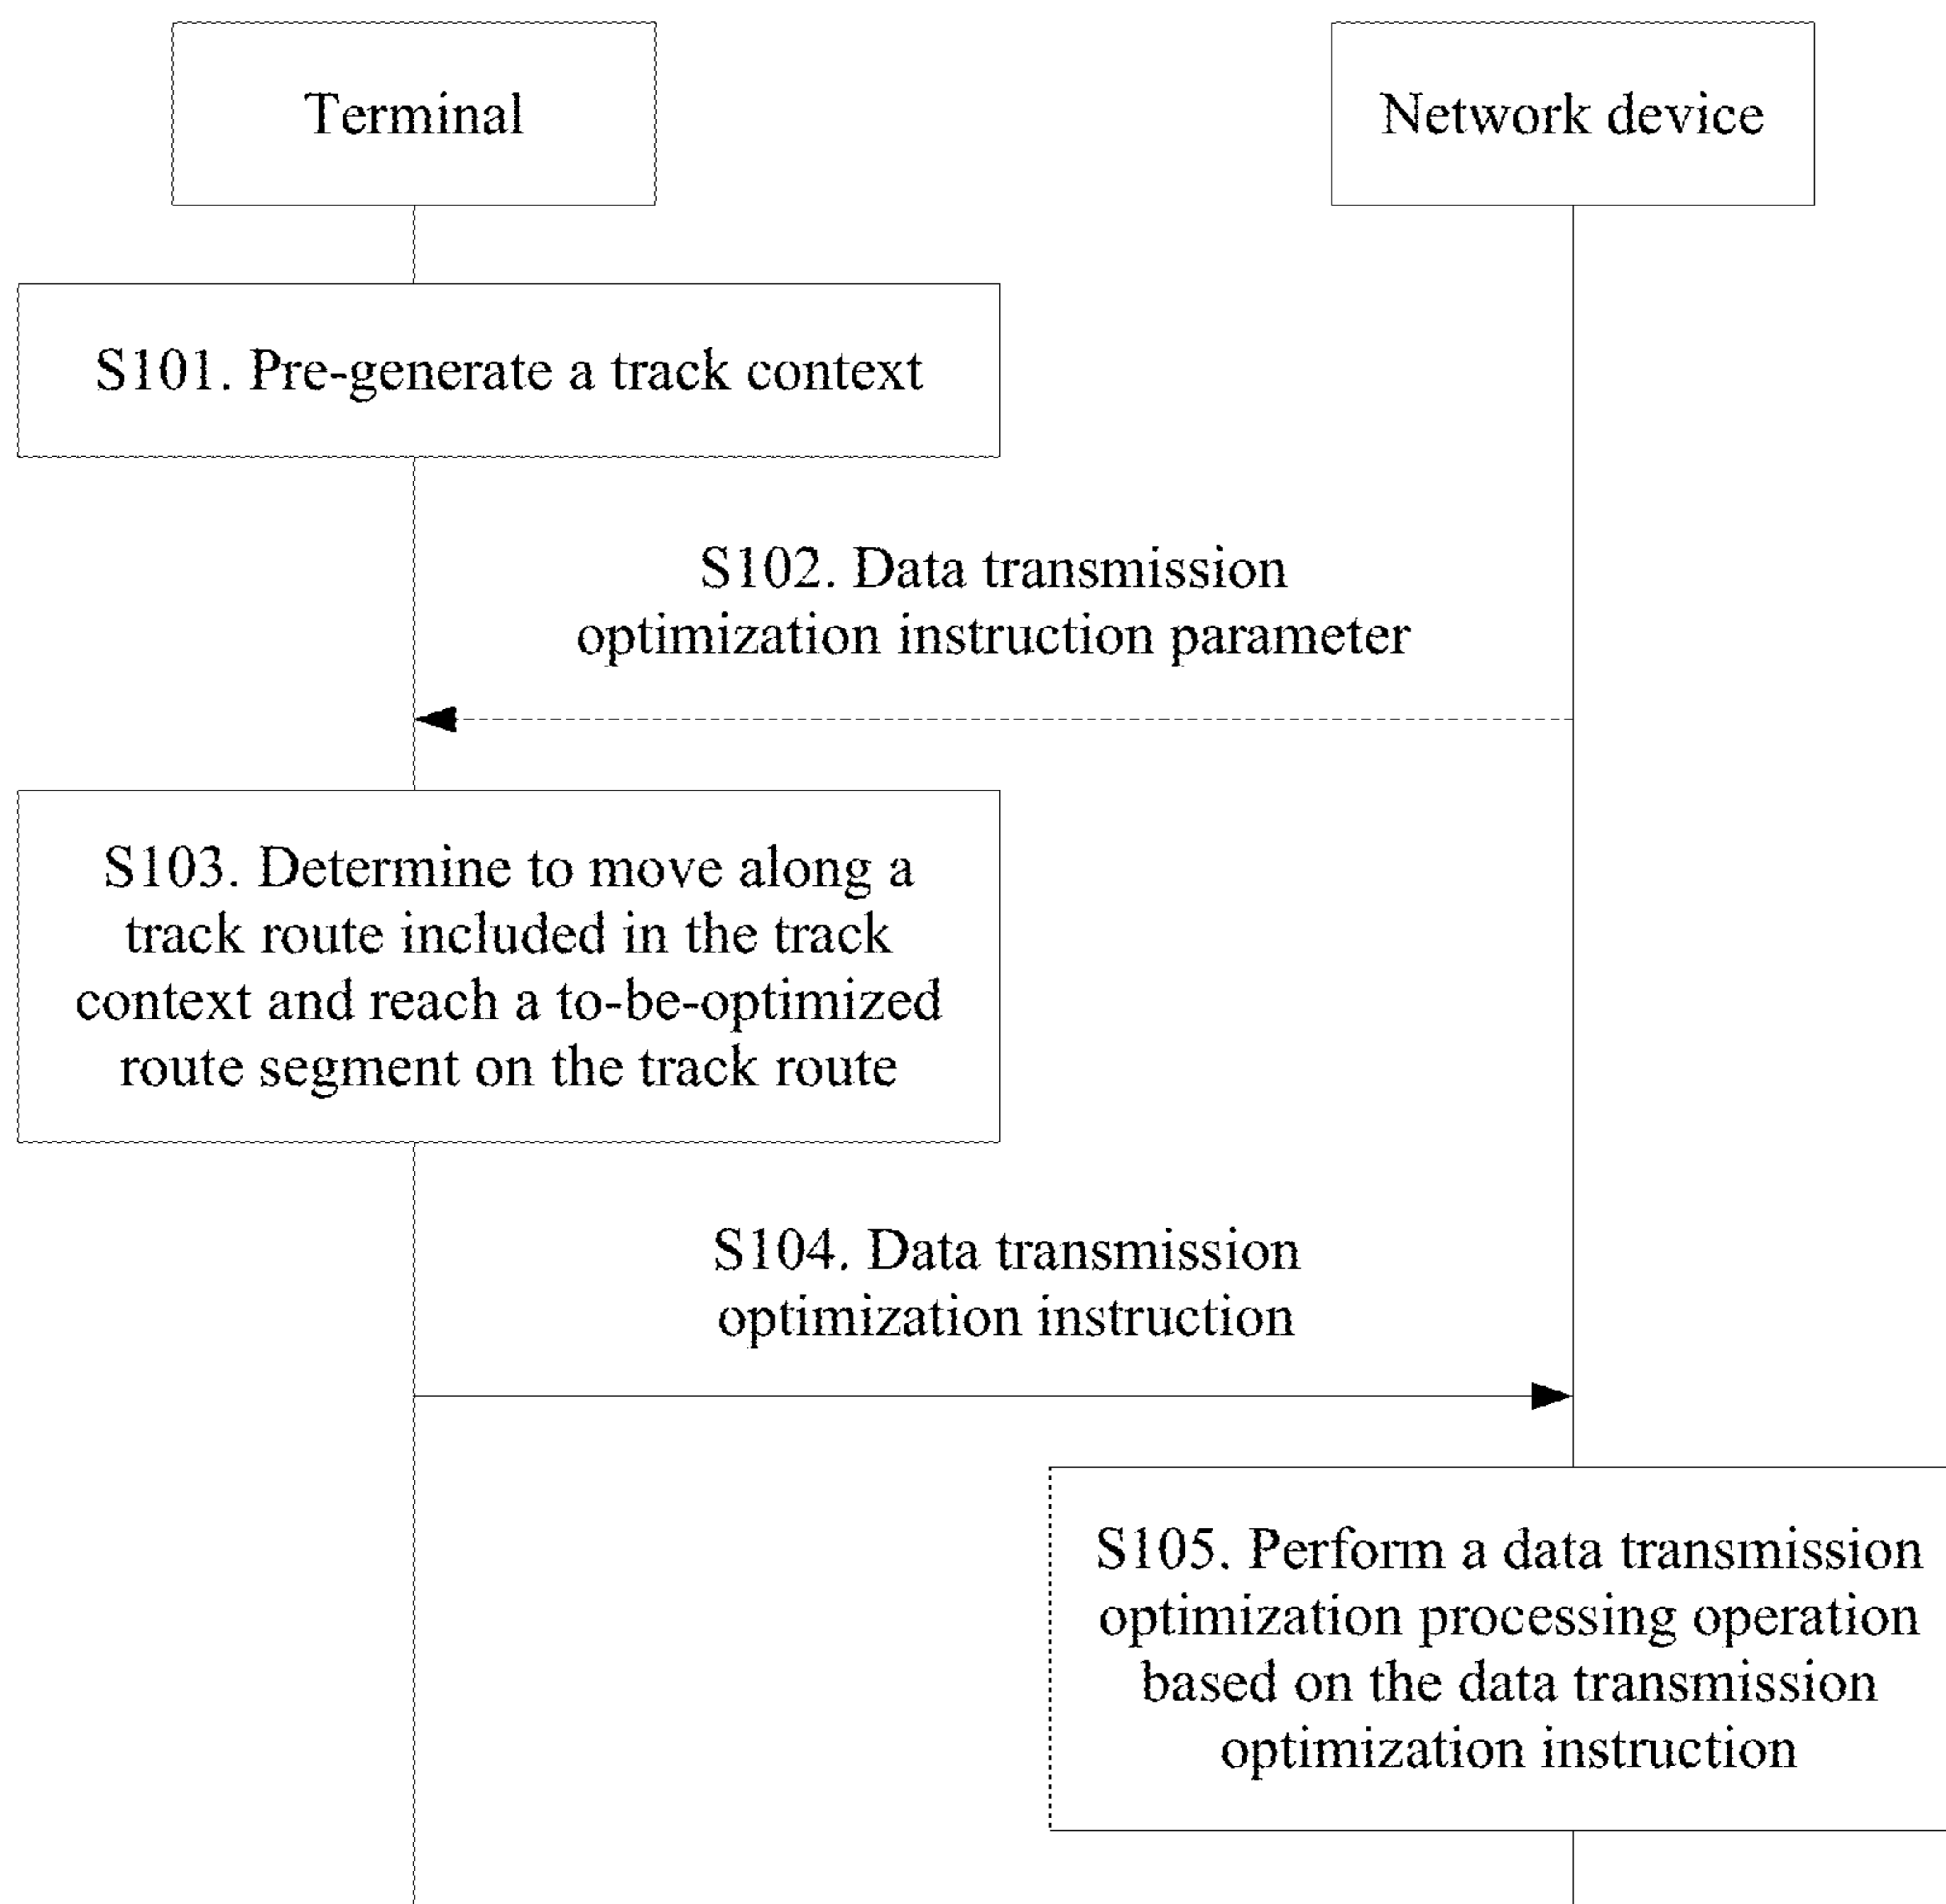 Terminal
Network device
S101. Pre-generate a track context
S102. Data transmission
optimization instruction parameter
S103. Determine to move along a
track route included in the track
context and reach a to-be-optimized
route segment on the track route
S104. Data transmission
optimization instruction
S105. Perform a data transmission
optimization processing operation
based on the data transmission
optimization instruction